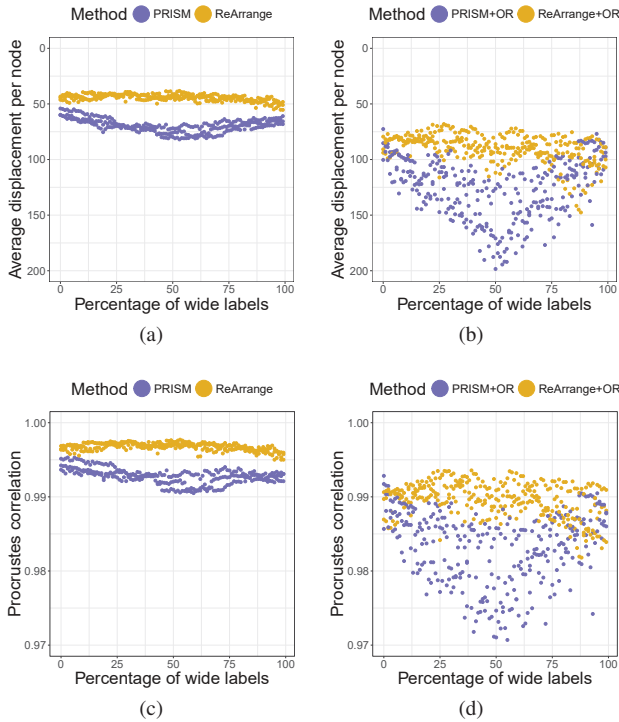 Method PRISM ReArrange
Average displacement per node
0
50
100
150
200
0 25 50 75 100
Percentage of wide labels
(a)
Method PRISM+OR ReArrange+OR
Average displacement per node
0
50
100
150
200
0 25 50 75 100
Percentage of wide labels
(b)
Method PRISM ReArrange
Procrustes correlation
1.00
0.99
0.98
0.97
0 25 50 75 100
Percentage of wide labels
(c)
Method PRISM+OR ReArrange+OR
Procrustes correlation
1.00
0.99
0.98
0.97
0 25 50 75 100
Percentage of wide labels
(d)